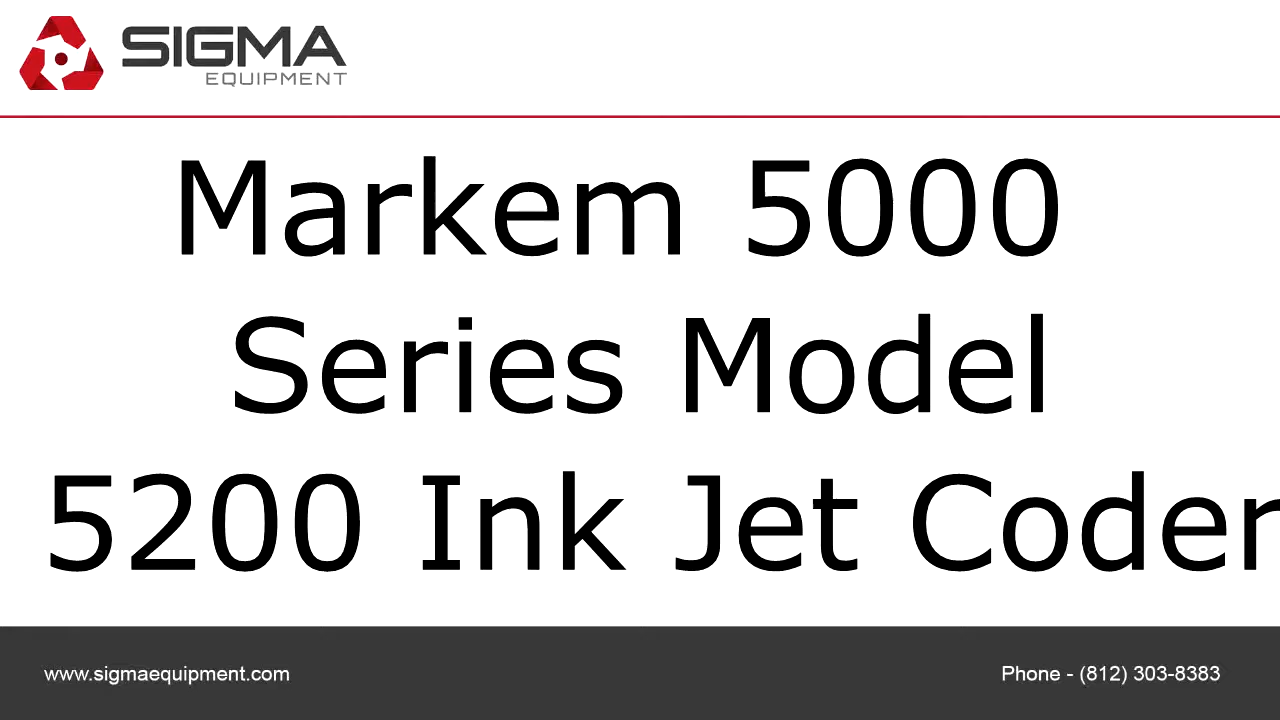 SIGMA
EQUIPMENT
Markem 5000
Series Model
5200 Ink Jet Coder
www.sigmaequipment.com
Phone - (812) 303-8383